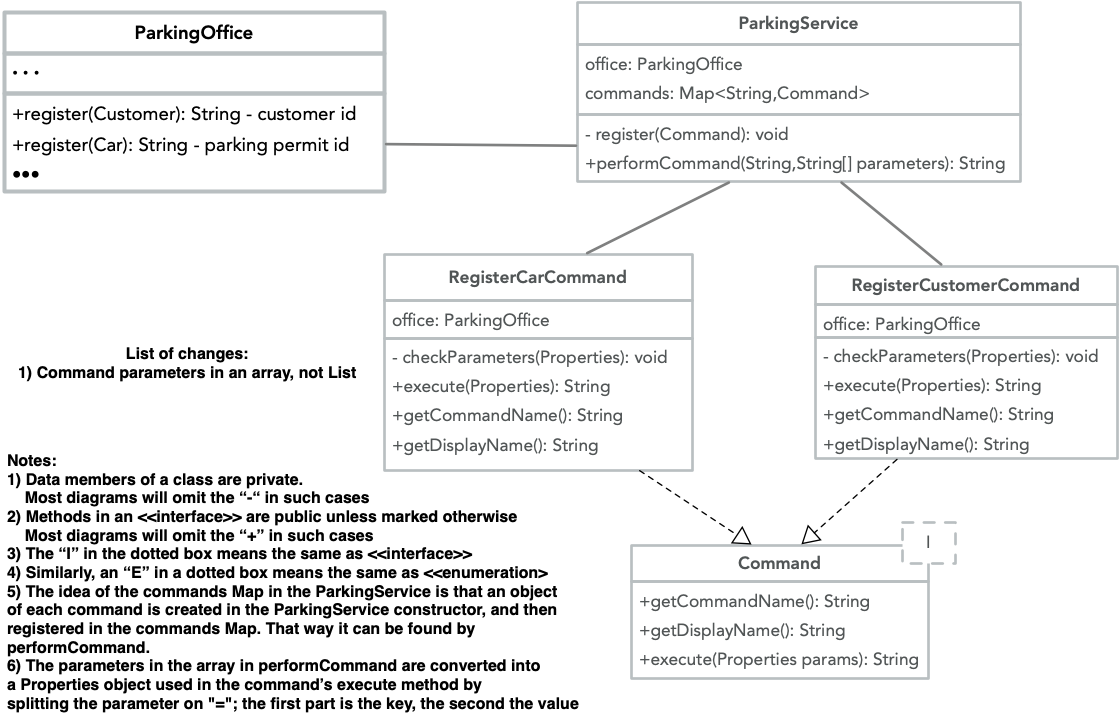 ParkingOffice
...
+register(Customer): String - customer id
+register(Car): String - parking permit id
•••
ParkingService
office: ParkingOffice
commands: Map<String,Command>
- register(Command): void
+performCommand(String,String[] parameters): String
RegisterCarCommand
office: ParkingOffice
- checkParameters(Properties): void
+execute(Properties): String
+getCommandName(): String
+getDisplayName(): String
RegisterCustomerCommand
office: ParkingOffice
- checkParameters(Properties): void
+execute(Properties): String
+getCommandName(): String
+getDisplayName(): String
List of changes:
1) Command parameters in an array, not List
Notes:
1) Data members of a class are private.
Most diagrams will omit the “-“ in such cases
2) Methods in an <<interface>> are public unless marked otherwise
Most diagrams will omit the “+” in such cases
3) The “I” in the dotted box means the same as <<interface>>
4) Similarly, an “E” in a dotted box means the same as <<enumeration>
5) The idea of the commands Map in the ParkingService is that an object
of each command is created in the ParkingService constructor, and then
registered in the commands Map. That way it can be found by
performCommand.
6) The parameters in the array in performCommand are converted into
a Properties object used in the command’s execute method by
splitting the parameter on "="; the first part is the key, the second the value
I
Command
+getCommandName(): String
+getDisplayName(): String
+execute(Properties params): String